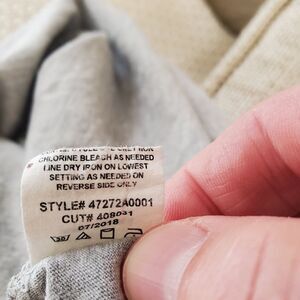 CHLORINE BLEACH AS NEEDED
LINE DRY IRON ON LOWEST
SETTING AS NEEDED ON
REVERSE SIDE ONLY
STYLE# 47272A0001
CUT# 408031
07/2018